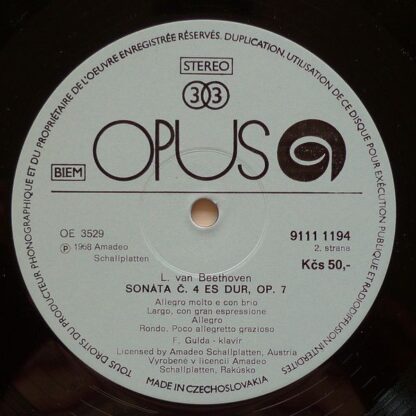 TOUS DROITS DU PRODUCTEUR PHONOGRAPHIQUE ET DU PROPRIÉTAIRE DE L'OEUVRE ENREGISTRÉE RÉSERVÉS. DUPLICATION, UTILISATION DE CE DISQUE POUR EXÉCUTION PUBLIQUE ET RADIODIFFUSION INTERDITES
STEREO
33
OPUS
BIEM
OE 3529
9111 1194
℗ 1968 Amadeo
Schallplatten
2. strana
Kčs 50,-
L. van Beethoven
SONATA Č. 4 ES DUR, OP. 7
Allegro molto e con brio
Largo, con gran espressione
Allegro
Rondo. Poco allegretto grazioso
F. Gulda - klavír
Licensed by Amadeo Schallplatten, Austria
Vyrobené v licencii Amadeo
Schallplatten, Rakúsko
MADE IN CZECHOSLOVAKIA